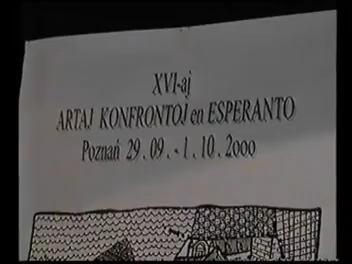 XVI-aj
ARTAJ KONFRONTOJ en ESPERANTO
Poznań 29.09.-1.10.2000